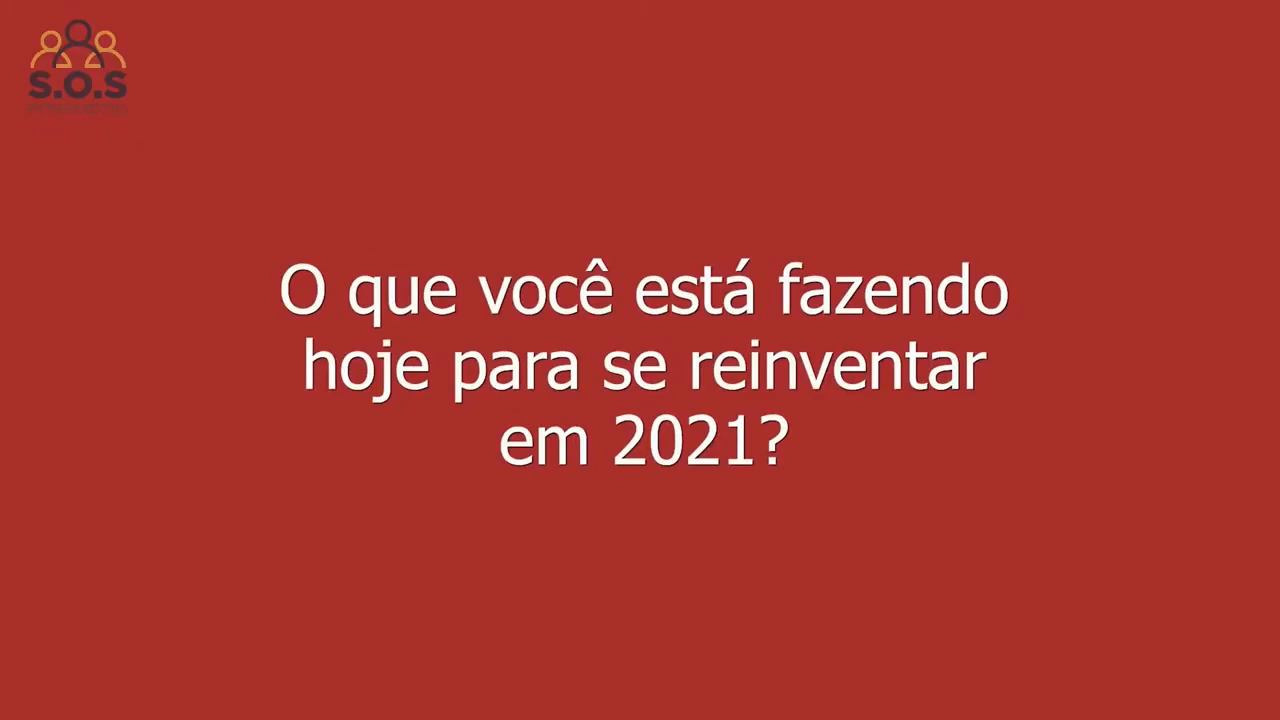 S.O.S
O que você está fazendo
hoje para se reinventar
em 2021?